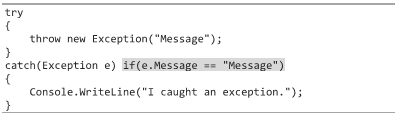 try
{
    throw new Exception("Message");
}
catch(Exception e) if(e.Message == "Message")
{
    Console.WriteLine("I caught an exception.");
}